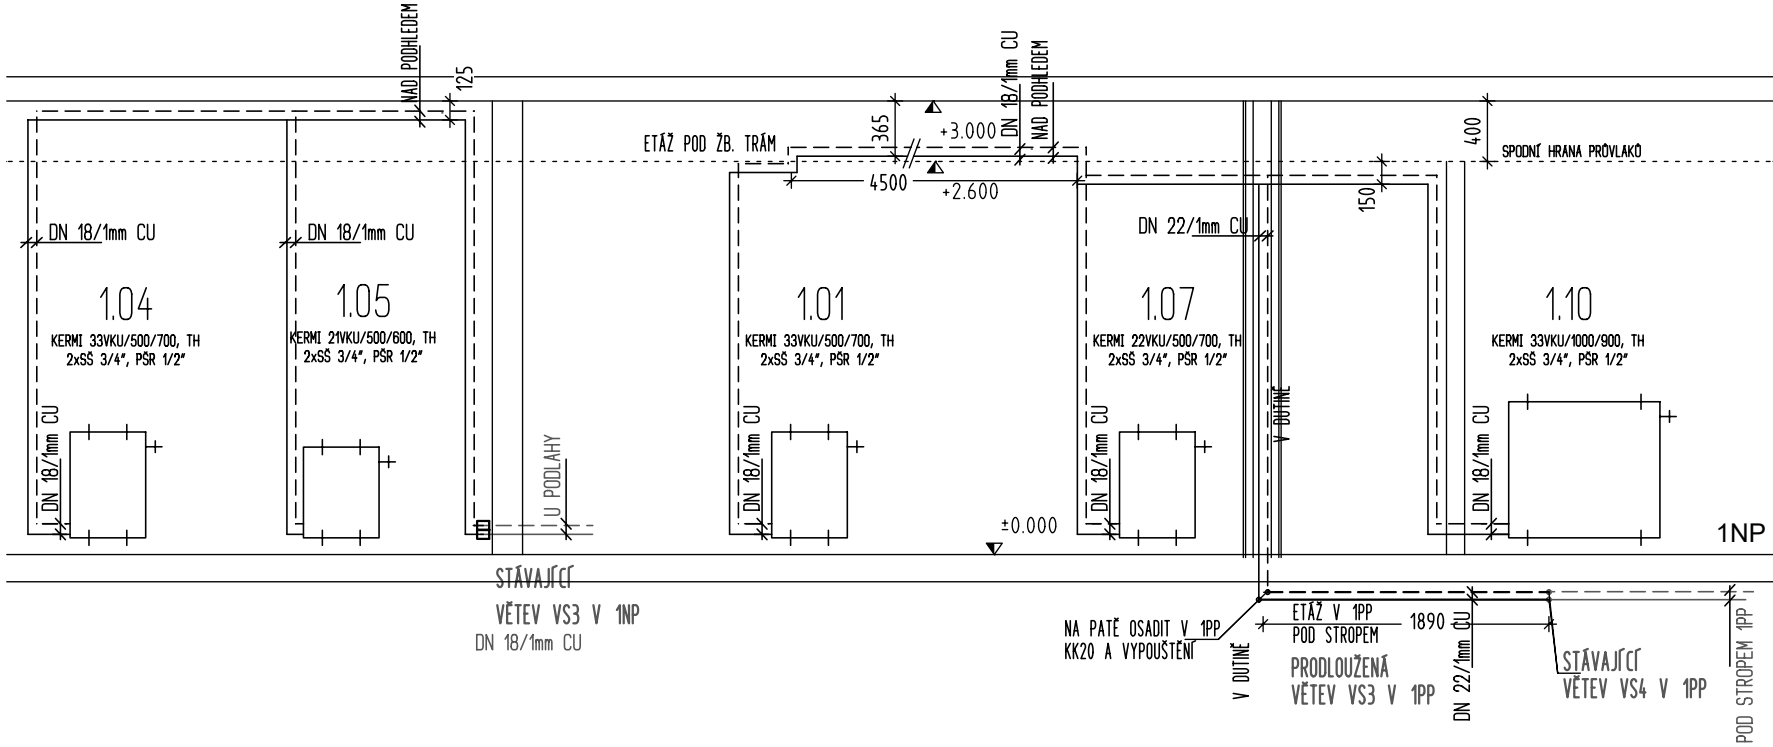 NAD PODHLEDEM
125
ETÁŽ POD ŽB. TRÁM
365
+3.000
DN 18/1mm CU
NAD PODHLEDEM
4500
+2.600
400
SPODNÍ HRANA PRŮVLAKŮ
150
DN 18/1mm CU
DN 18/1mm CU
DN 22/1mm CU
1.04
KERMI 33VKU/500/700, TH
2xSŠ 3/4", PŠR 1/2"
1.05
KERMI 21VKU/500/600, TH
2xSŠ 3/4", PŠR 1/2"
1.01
KERMI 33VKU/500/700, TH
2xSŠ 3/4", PŠR 1/2"
1.07
KERMI 22VKU/500/700, TH
2xSŠ 3/4", PŠR 1/2"
1.10
KERMI 33VKU/1000/900, TH
2xSŠ 3/4", PŠR 1/2"
DN 18/1mm CU
U PODLAHY
DN 18/1mm CU
DN 18/1mm CU
V DUTINĚ
DN 18/1mm CU
±0.000
1NP
STÁVAJÍCÍ
VĚTEV VS3 V 1NP
DN 18/1mm CU
NA PATĚ OSADIT V 1PP
KK20 A VYPOUŠTĚNÍ
V DUTINĚ
ETÁŽ V 1PP
POD STROPEM
1890
PRODLOUŽENÁ
VĚTEV VS3 V 1PP
DN 22/1mm CU
STÁVAJÍCÍ
VĚTEV VS4 V 1PP
POD STROPEM 1PP